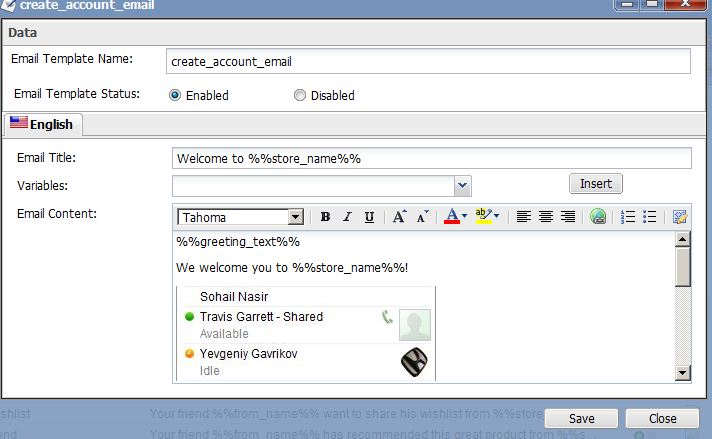 create_account_email
Data
Email Template Name: create_account_email
Email Template Status: Enabled Disabled
English
Email Title: Welcome to %%store_name%%
Variables: Insert
Email Content: Tahoma B I U A A A ab
%%greeting_text%%
We welcome you to %%store_name%%!
Sohail Nasir
Travis Garrett - Shared
Available
Yevgeniy Gavrikov
Idle
shlist Your friend %%from_name%% want to share his wishlist from %%store
Save Close
nd Your friend %%from_name%% has recommended this great product from %%s